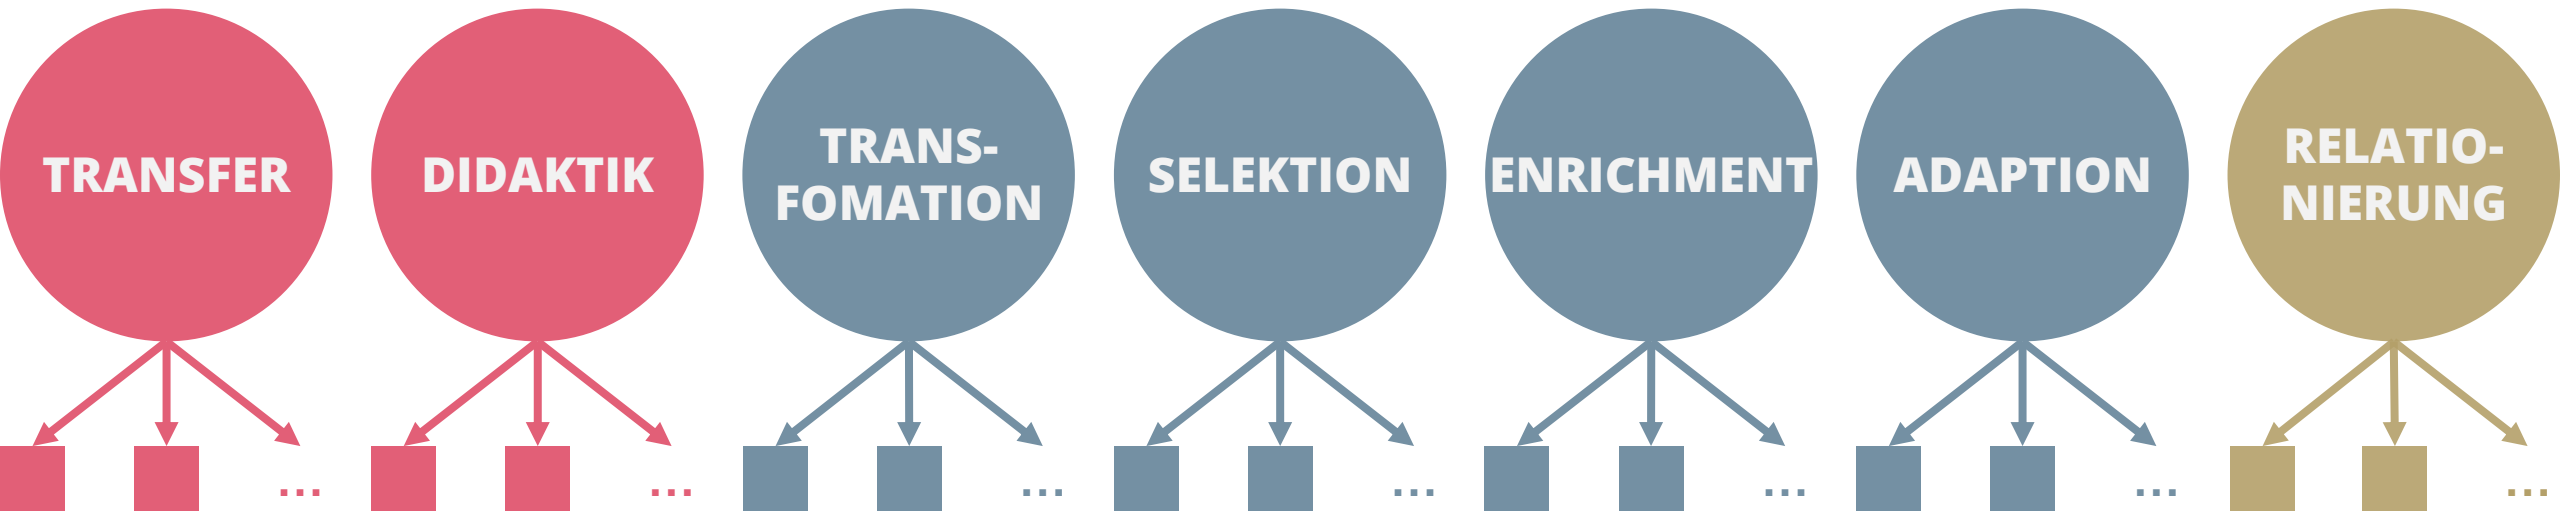 TRANSFER
DIDAKTIK
TRANS-
FOMATION
SELEKTION
ENRICHMENT
ADAPTION
RELATIO-
NIERUNG
...
...
...
...
...
...
...